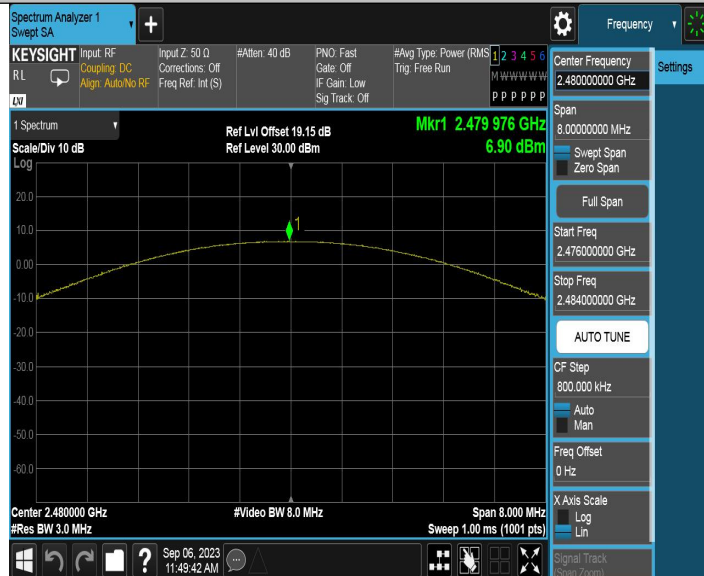 Spectrum Analyzer 1
Swept SA
Frequency
KEYSIGHT
RL
LXI
Input: RF
Coupling: DC
Align: Auto/No RF
Input Z: 50 Ω
Corrections: Off
Freq Ref: Int (S)
#Atten: 40 dB
PNO: Fast
Gate: Off
IF Gain: Low
Sig Track: Off
#Avg Type: Power (RMS
Trig: Free Run
1 2 3 4 5 6
M W W W W W
P P P P P P
1 Spectrum
Scale/Div 10 dB
Log
Ref Lvl Offset 19.15 dB
Ref Level 30.00 dBm
Mkr1 2.479 976 GHz
6.90 dBm
1
20.0
10.0
0.00
-10.0
-20.0
-30.0
-40.0
-50.0
-60.0
Center 2.480000 GHz
#Res BW 3.0 MHz
#Video BW 8.0 MHz
Span 8.000 MHz
Sweep 1.00 ms (1001 pts)
Sep 06, 2023
11:49:42 AM
Center Frequency
2.480000000 GHz
Settings
Span
8.00000000 MHz
Swept Span
Zero Span
Full Span
Start Freq
2.476000000 GHz
Stop Freq
2.484000000 GHz
AUTO TUNE
CF Step
800.000 kHz
Auto
Man
Freq Offset
0 Hz
X Axis Scale
Log
Lin
Signal Track
(Span Zoom)